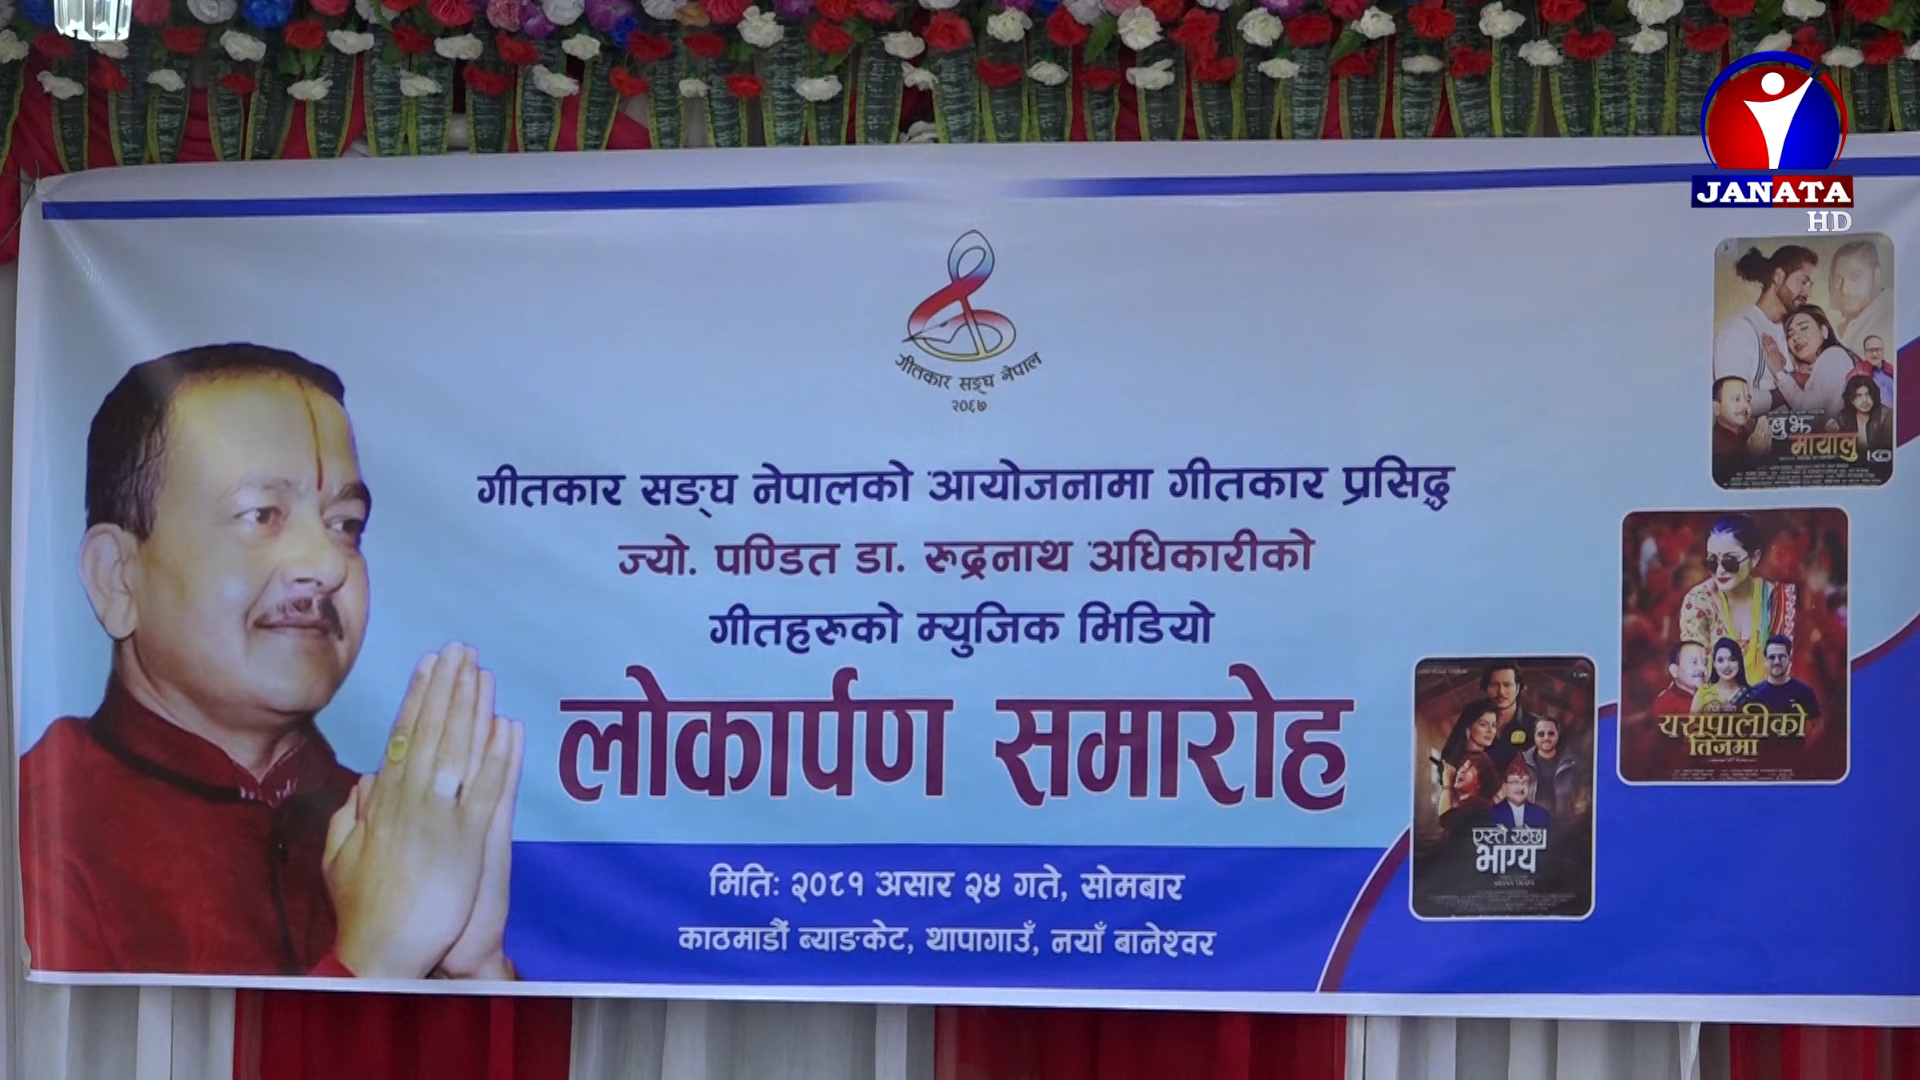 JANATA
HD
गीतकार सङ्घ नेपाल
२०६७
गीतकार सङ्घ नेपालको आयोजनामा गीतकार प्रसिद्ध
ज्यो. पण्डित डा. रुद्रनाथ अधिकारीको
गीतहरूको म्युजिक भिडियो
लोकार्पण समारोह
मितिः २०८१ असार २४ गते, सोमबार
काठमाडौँ ब्याङकेट, थापागाउँ, नयाँ बानेश्वर
बुझ
मायालु
यसपालीको
तिजमा
एस्तै रहेछ
भाग्य